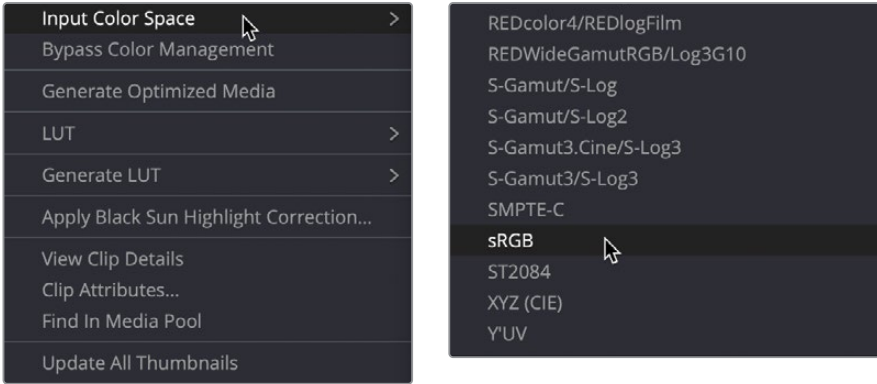 Input Color Space
Bypass Color Management
Generate Optimized Media
LUT
Generate LUT
Apply Black Sun Highlight Correction...
View Clip Details
Clip Attributes...
Find In Media Pool
Update All Thumbnails
REDcolor4/REDlogFilm
REDWideGamutRGB/Log3G10
S-Gamut/S-Log
S-Gamut/S-Log2
S-Gamut3.Cine/S-Log3
S-Gamut3/S-Log3
SMPTE-C
sRGB
ST2084
XYZ (CIE)
Y'UV